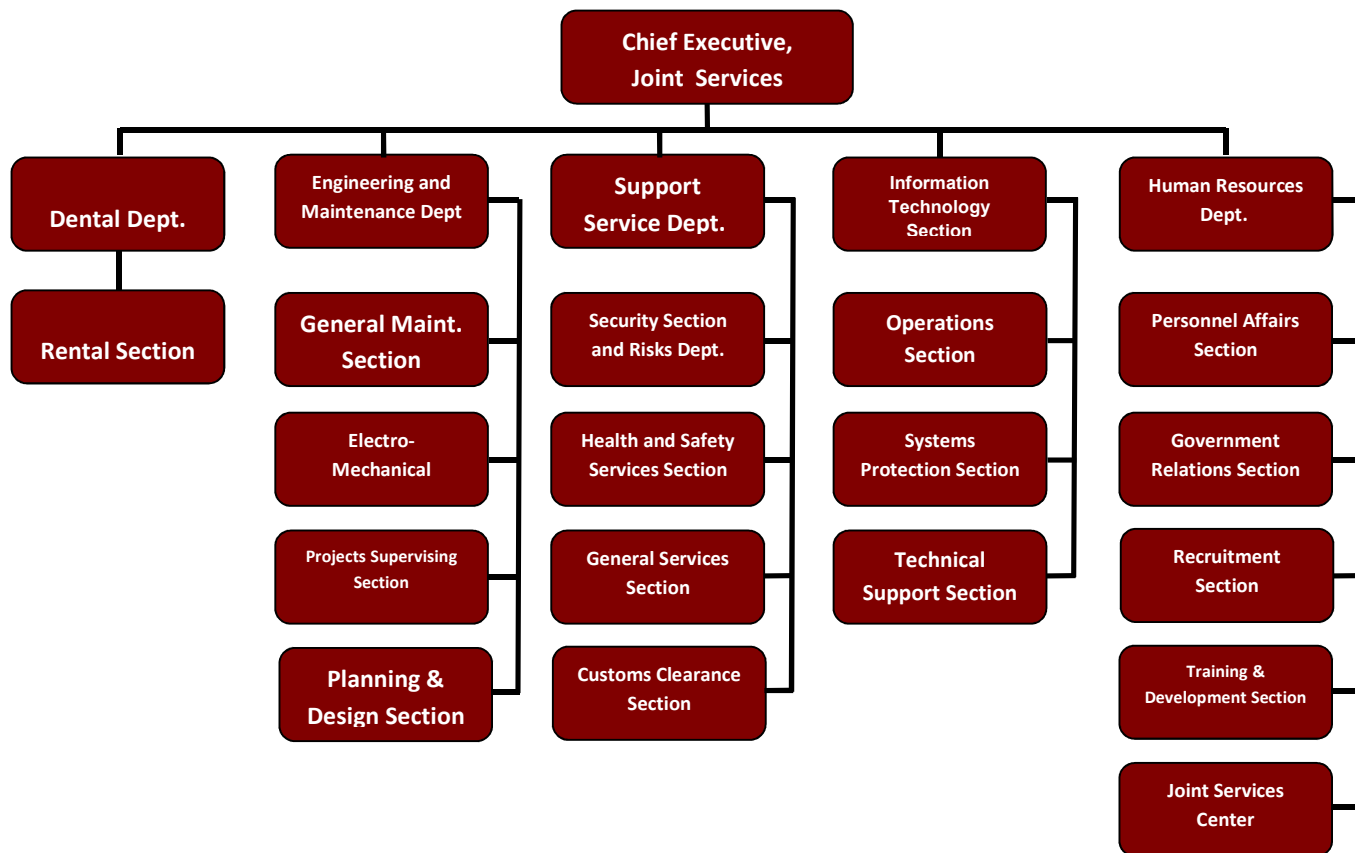 Chief Executive,
Joint Services
Dental Dept.
Rental Section
Engineering and
Maintenance Dept
General Maint.
Section
Electro-
Mechanical
Projects Supervising
Section
Planning &
Design Section
Support
Service Dept.
Security Section
and Risks Dept.
Health and Safety
Services Section
General Services
Section
Customs Clearance
Section
Information
Technology
Section
Operations
Section
Systems
Protection Section
Technical
Support Section
Human Resources
Dept.
Personnel Affairs
Section
Government
Relations Section
Recruitment
Section
Training &
Development Section
Joint Services
Center